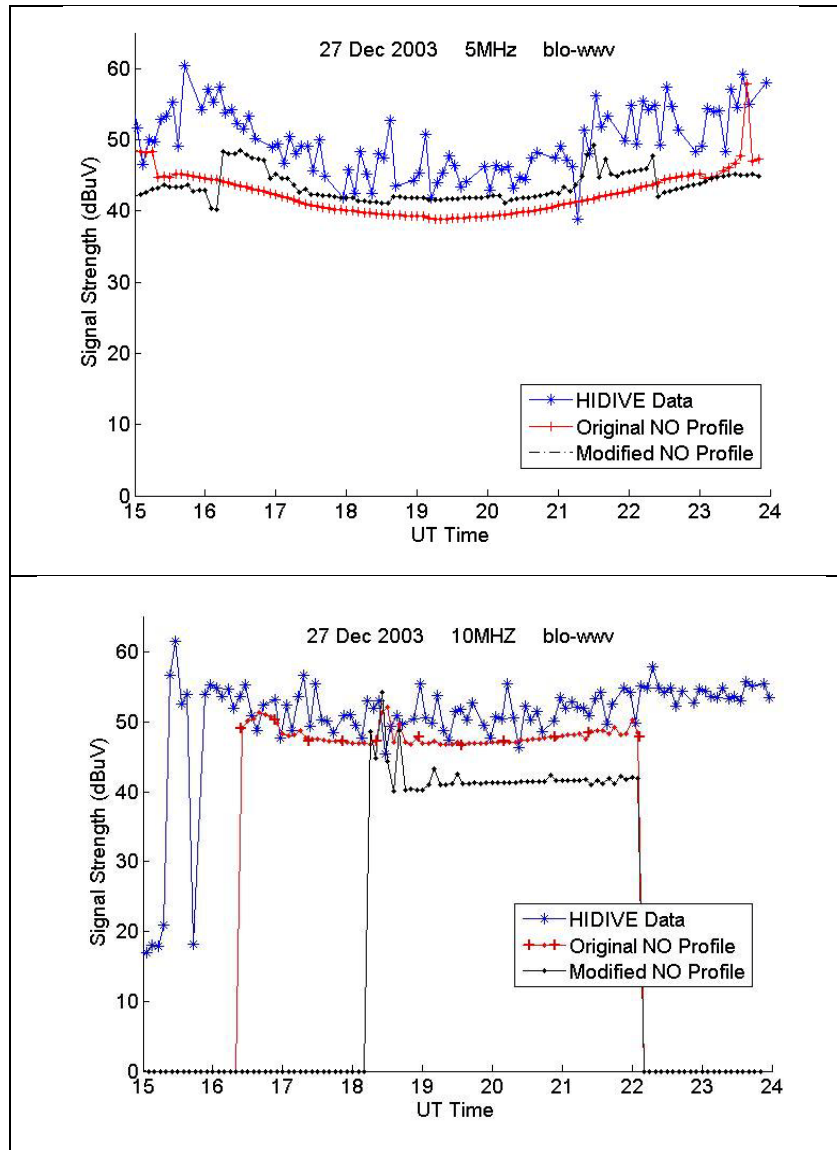 27 Dec 2003 5MHz blo-wwv
Signal Strength (dBuV)
60
50
40
30
20
10
0
HIDIVE Data
Original NO Profile
Modified NO Profile
15 16 17 18 19 20 21 22 23 24
UT Time
27 Dec 2003 10MHZ blo-wwv
Signal Strength (dBuV)
60
50
40
30
20
10
0
HIDIVE Data
Original NO Profile
Modified NO Profile
15 16 17 18 19 20 21 22 23 24
UT Time